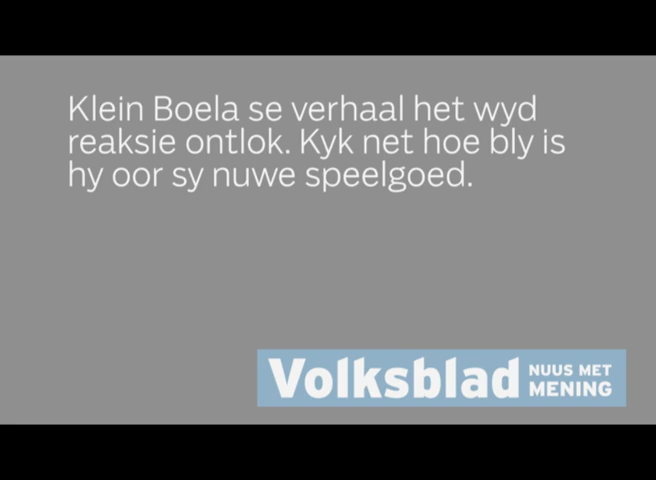 Klein Boela se verhaal het wyd
reaksie ontlok. Kyk net hoe bly is
hy oor sy nuwe speelgoed.
Volksblad
NUUS MET
MENING